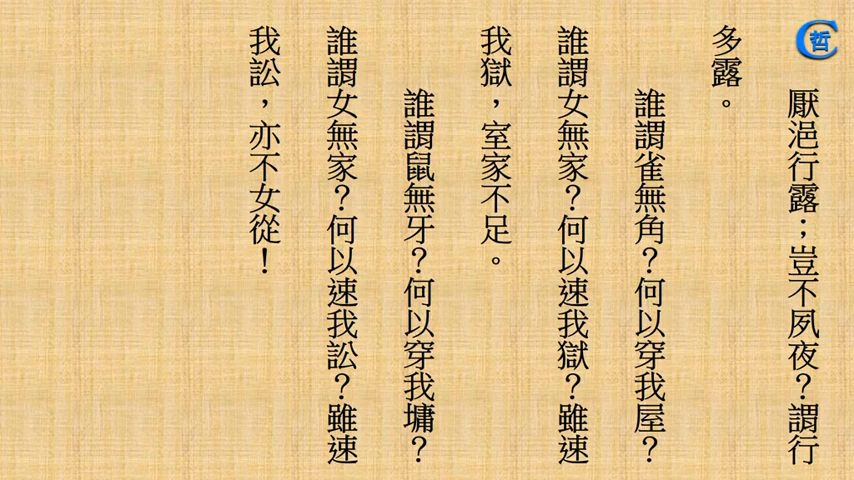 哲
厭浥行露；豈不夙夜？謂行
多露。
誰謂雀無角？何以穿我屋？
誰謂女無家？何以速我獄？雖速
我獄，室家不足。
誰謂鼠無牙？何以穿我墉？
誰謂女無家？何以速我訟？雖速
我訟，亦不女從！